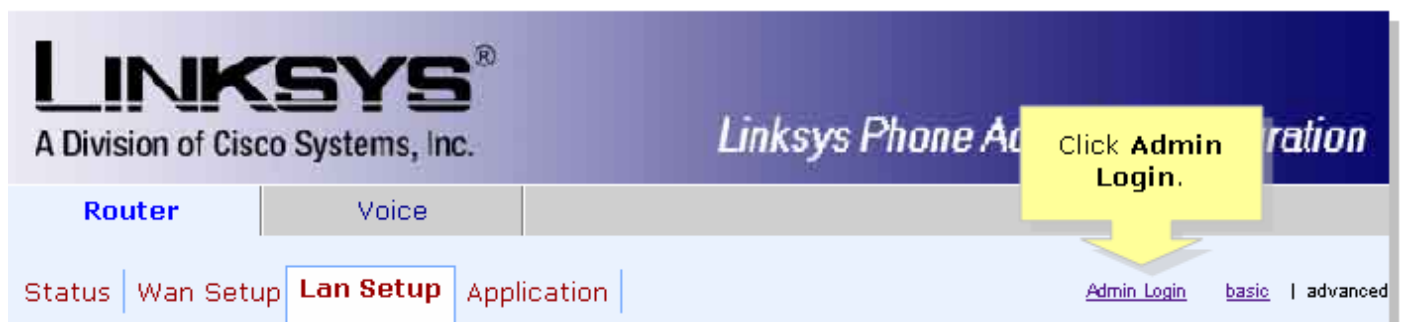 LINKSYS®
A Division of Cisco Systems, Inc.
Linksys Phone Ad
ration
Click Admin
Login.
Router Voice
Status Wan Setup Lan Setup Application Admin Login basic | advanced